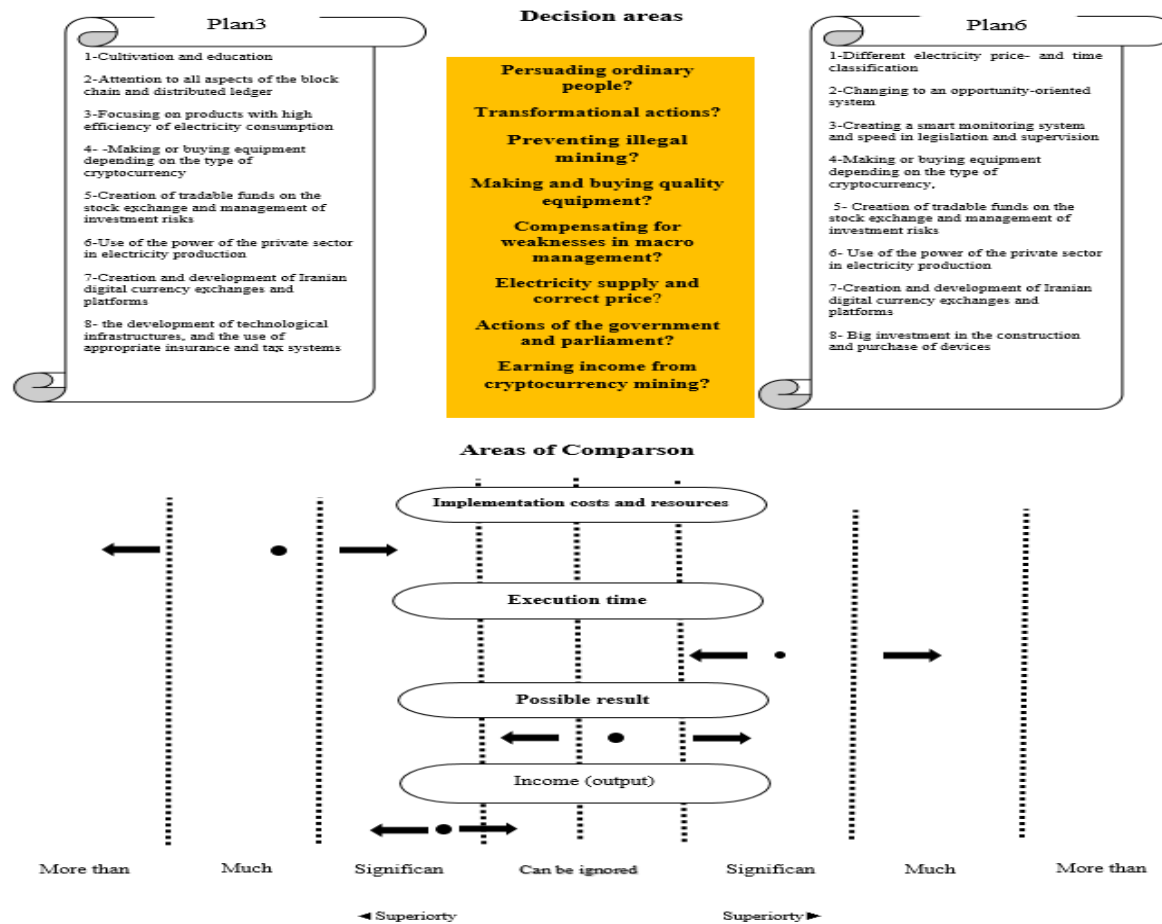 Plan3
1-Cultivation and education
2-Attention to all aspects of the block
chain and distributed ledger
3-Focusing on products with high
efficiency of electricity consumption
4- -Making or buying equipment
depending on the type of
cryptocurrency
5-Creation of tradable funds on the
stock exchange and management of
investment risks
6-Use of the power of the private sector
in electricity production
7-Creation and development of Iranian
digital currency exchanges and
platforms
8- the development of technological
infrastructures, and the use of
appropriate insurance and tax systems
Decision areas
Persuading ordinary
people?
Transformational actions?
Preventing illegal
mining?
Making and buying quality
equipment?
Compensating for
weaknesses in macro
management?
Electricity supply and
correct price?
Actions of the government
and parliament?
Earning income from
cryptocurrency mining?
Plan6
1-Different electricity price- and time
classification
2-Changing to an opportunity-oriented
system
3-Creating a smart monitoring system
and speed in legislation and supervision
4-Making or buying equipment
depending on the type of
cryptocurrency,
5- Creation of tradable funds on the
stock exchange and management of
investment risks
6- Use of the power of the private sector
in electricity production
7-Creation and development of Iranian
digital currency exchanges and
platforms
8- Big investment in the construction
and purchase of devices
Areas of Comparson
Implementation costs and resources
Execution time
Possible result
Income (output)
More than Much Significan Can be ignored Significan Much More than
◄ Superiorty Superiorty ►